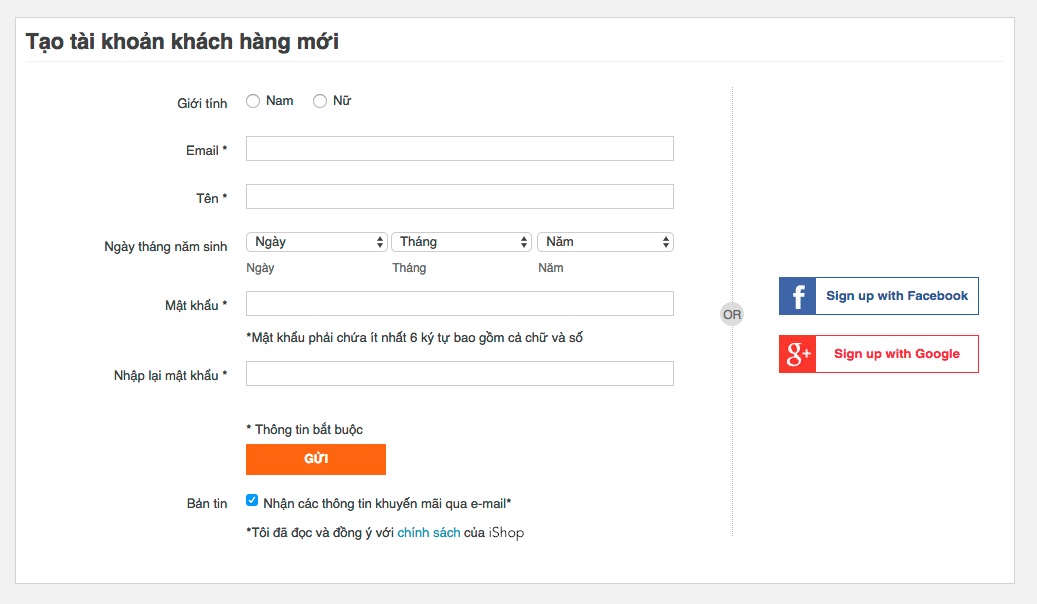 Tạo tài khoản khách hàng mới
Giới tính Nam Nữ
Email *
Tên *
Ngày tháng năm sinh Ngày Tháng Năm
Ngày Tháng Năm
Mật khẩu *
*Mật khẩu phải chứa ít nhất 6 ký tự bao gồm cả chữ và số
Nhập lại mật khẩu *
* Thông tin bắt buộc
GỬI
Bản tin Nhận các thông tin khuyến mãi qua e-mail*
*Tôi đã đọc và đồng ý với chính sách của iShop
OR
f Sign up with Facebook
g+ Sign up with Google